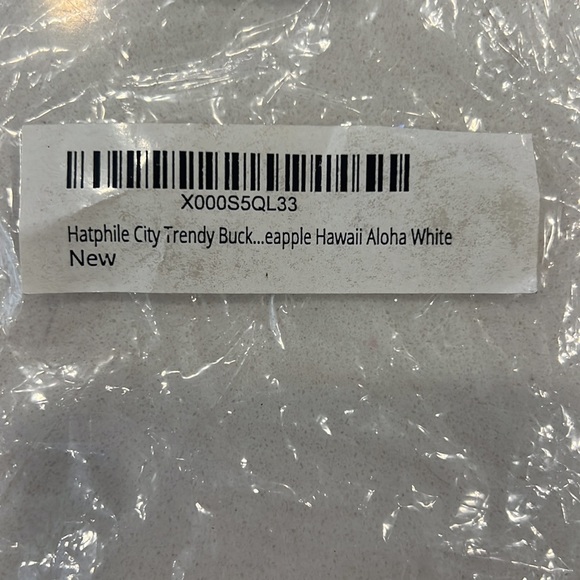 X000S5QL33
Hatphile City Trendy Buck...eapple Hawaii Aloha White
New